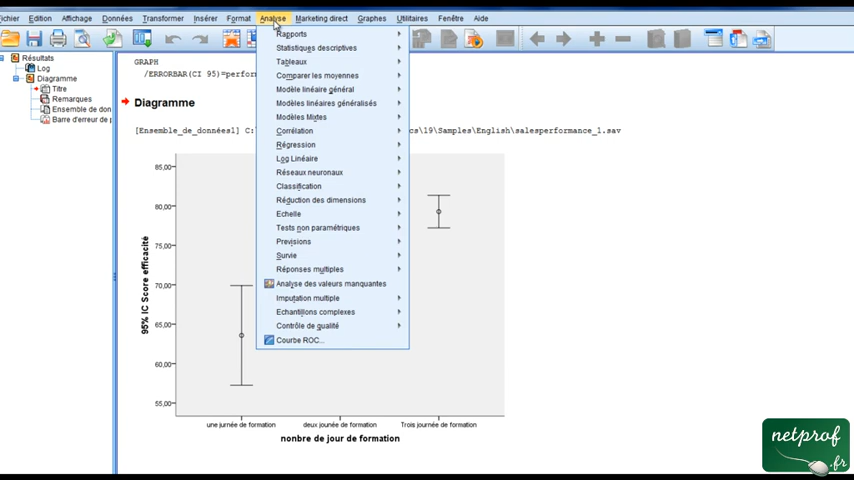 Fichier Edition Affichage Données Transformer Insérer Format Analyse Marketing direct Graphes Utilitaires Fenêtre Aide
Résultats
Log
Diagramme
Titre
Remarques
Ensemble de don
Barre d'erreur de p
GRAPH
/ERRORBAR(CI 95)=perform
Diagramme
[Ensemble_de_données1] C:\
cs\19\Samples\English\salesperformance_1.sav
Rapports
Statistiques descriptives
Tableaux
Comparer les moyennes
Modèle linéaire général
Modèles linéaires généralisés
Modèles Mixtes
Corrélation
Régression
Log Linéaire
Réseaux neuronaux
Classification
Réduction des dimensions
Echelle
Tests non paramétriques
Previsions
Survie
Réponses multiples
Analyse des valeurs manquantes
Imputation multiple
Echantillons complexes
Contrôle de qualité
Courbe ROC...
95% IC Score efficacité
85,00
80,00
75,00
70,00
65,00
60,00
55,00
une jurnée de formation deux jounée de formation Trois journée de formation
nonbre de jour de formation
netprof
.fr